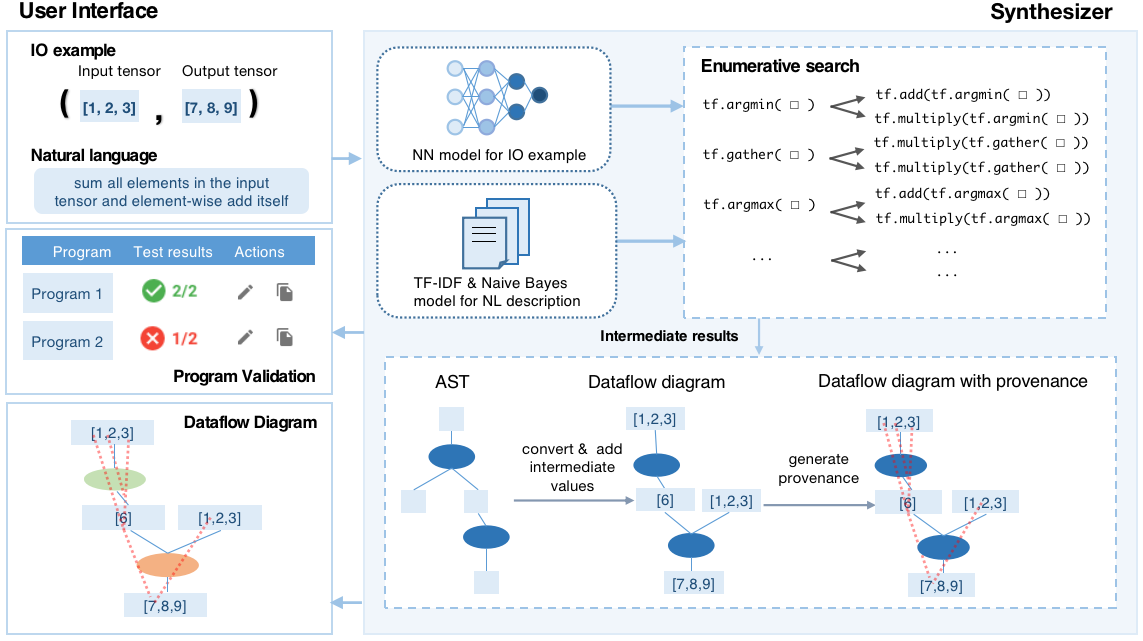 User Interface
Synthesizer
IO example
Input tensor
Output tensor
( [1, 2, 3] , [7, 8, 9] )
Natural language
sum all elements in the input
tensor and element-wise add itself
Program Test results Actions
Program 1 2/2
Program 2 1/2
Program Validation
Dataflow Diagram
[1,2,3]
[6]
[1,2,3]
[7,8,9]
NN model for IO example
TF-IDF & Naive Bayes
model for NL description
Enumerative search
tf.argmin( □ )
tf.add(tf.argmin( □ ))
tf.multiply(tf.argmin( □ ))
tf.gather( □ )
tf.multiply(tf.gather( □ ))
tf.multiply(tf.gather( □ ))
tf.argmax( □ )
tf.add(tf.argmax( □ ))
tf.multiply(tf.argmax( □ ))
...
...
...
Intermediate results
AST
convert & add
intermediate
values
Dataflow diagram
[1,2,3]
[6]
[1,2,3]
[7,8,9]
generate
provenance
Dataflow diagram with provenance
[1,2,3]
[6]
[1,2,3]
[7,8,9]